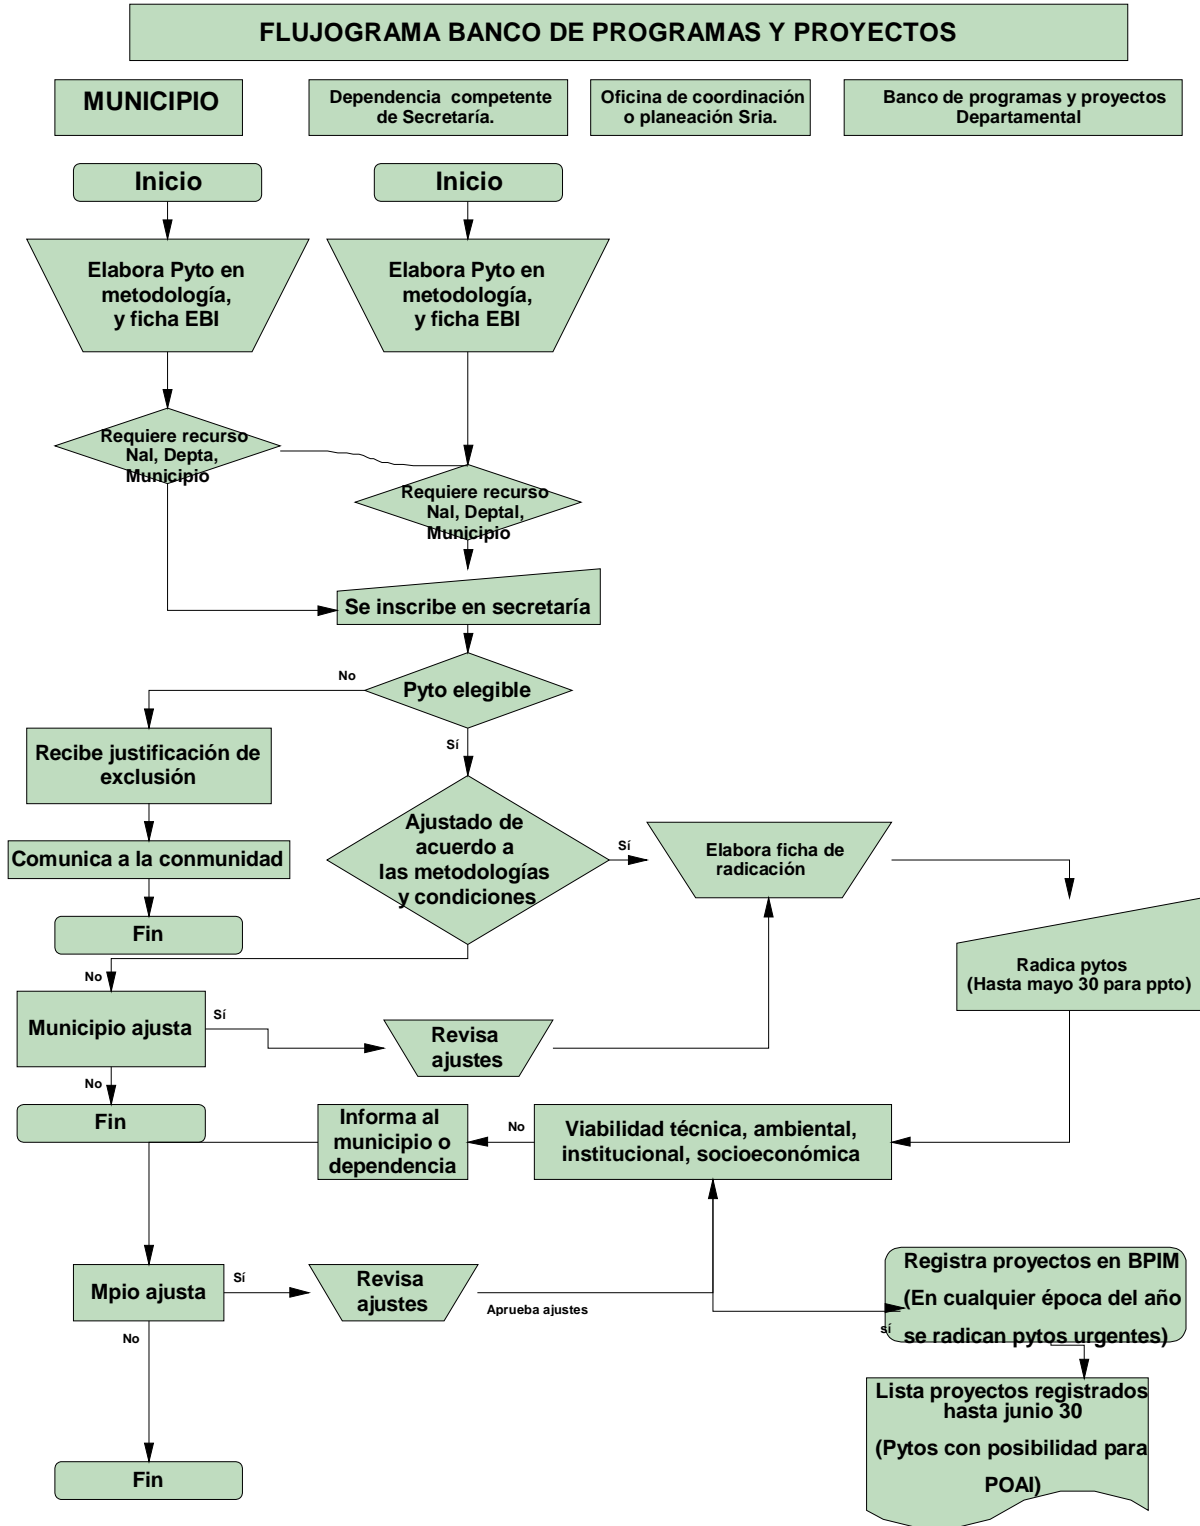 FLUJOGRAMA BANCO DE PROGRAMAS Y PROYECTOS
MUNICIPIO
Dependencia competente
de Secretaría.
Oficina de coordinación
o planeación Sria.
Banco de programas y proyectos
Departamental
Inicio
Inicio
Elabora Pyto en
metodología,
y ficha EBI
Elabora Pyto en
metodología,
y ficha EBI
Requiere recurso
Nal, Depta,
Municipio
Requiere recurso
Nal, Deptal,
Municipio
Se inscribe en secretaría
No
Pyto elegible
Sí
Recibe justificación de
exclusión
Comunica a la conmunidad
Fin
Ajustado de
acuerdo a
las metodologías
y condiciones
Sí
Elabora ficha de
radicación
Radica pytos
(Hasta mayo 30 para ppto)
No
Municipio ajusta
Sí
Revisa
ajustes
No
Fin
Informa al
municipio o
dependencia
No
Viabilidad técnica, ambiental,
institucional, socioeconómica
Mpio ajusta
Sí
Revisa
ajustes
Aprueba ajustes
No
Fin
sí
Registra proyectos en BPIM
(En cualquier época del año
se radican pytos urgentes)
Lista proyectos registrados
hasta junio 30
(Pytos con posibilidad para
POAI)